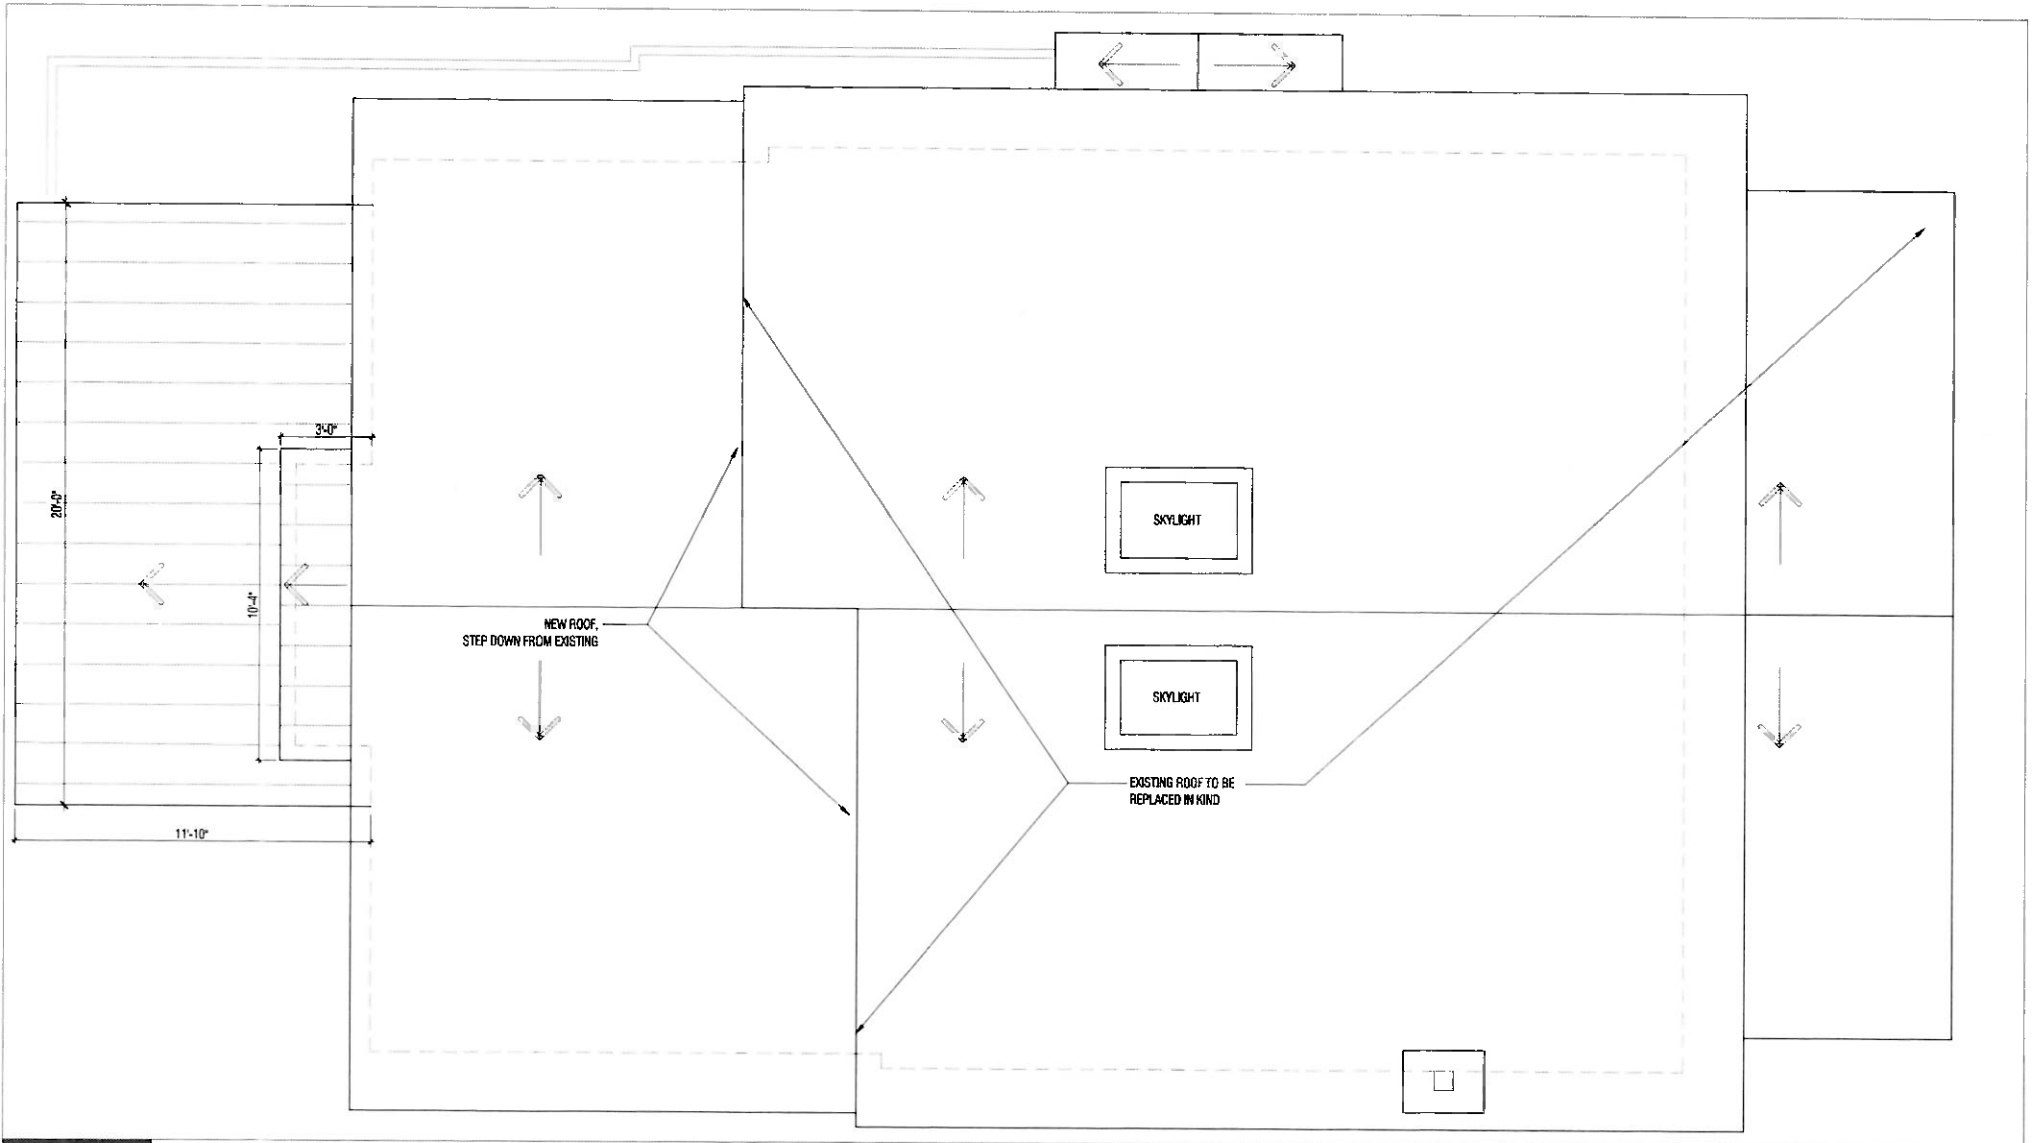 3'-0"
SKYLIGHT
20'-0"
10'-4"
NEW ROOF,
STEP DOWN FROM EXISTING
SKYLIGHT
EXISTING ROOF TO BE
REPLACED IN KIND
11'-10"